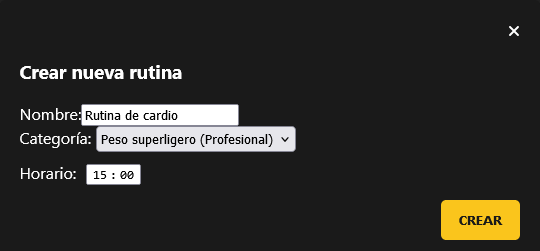 ×
Crear nueva rutina
Nombre: Rutina de cardio
Categoría: Peso superligero (Profesional)
Horario: 15 : 00
CREAR